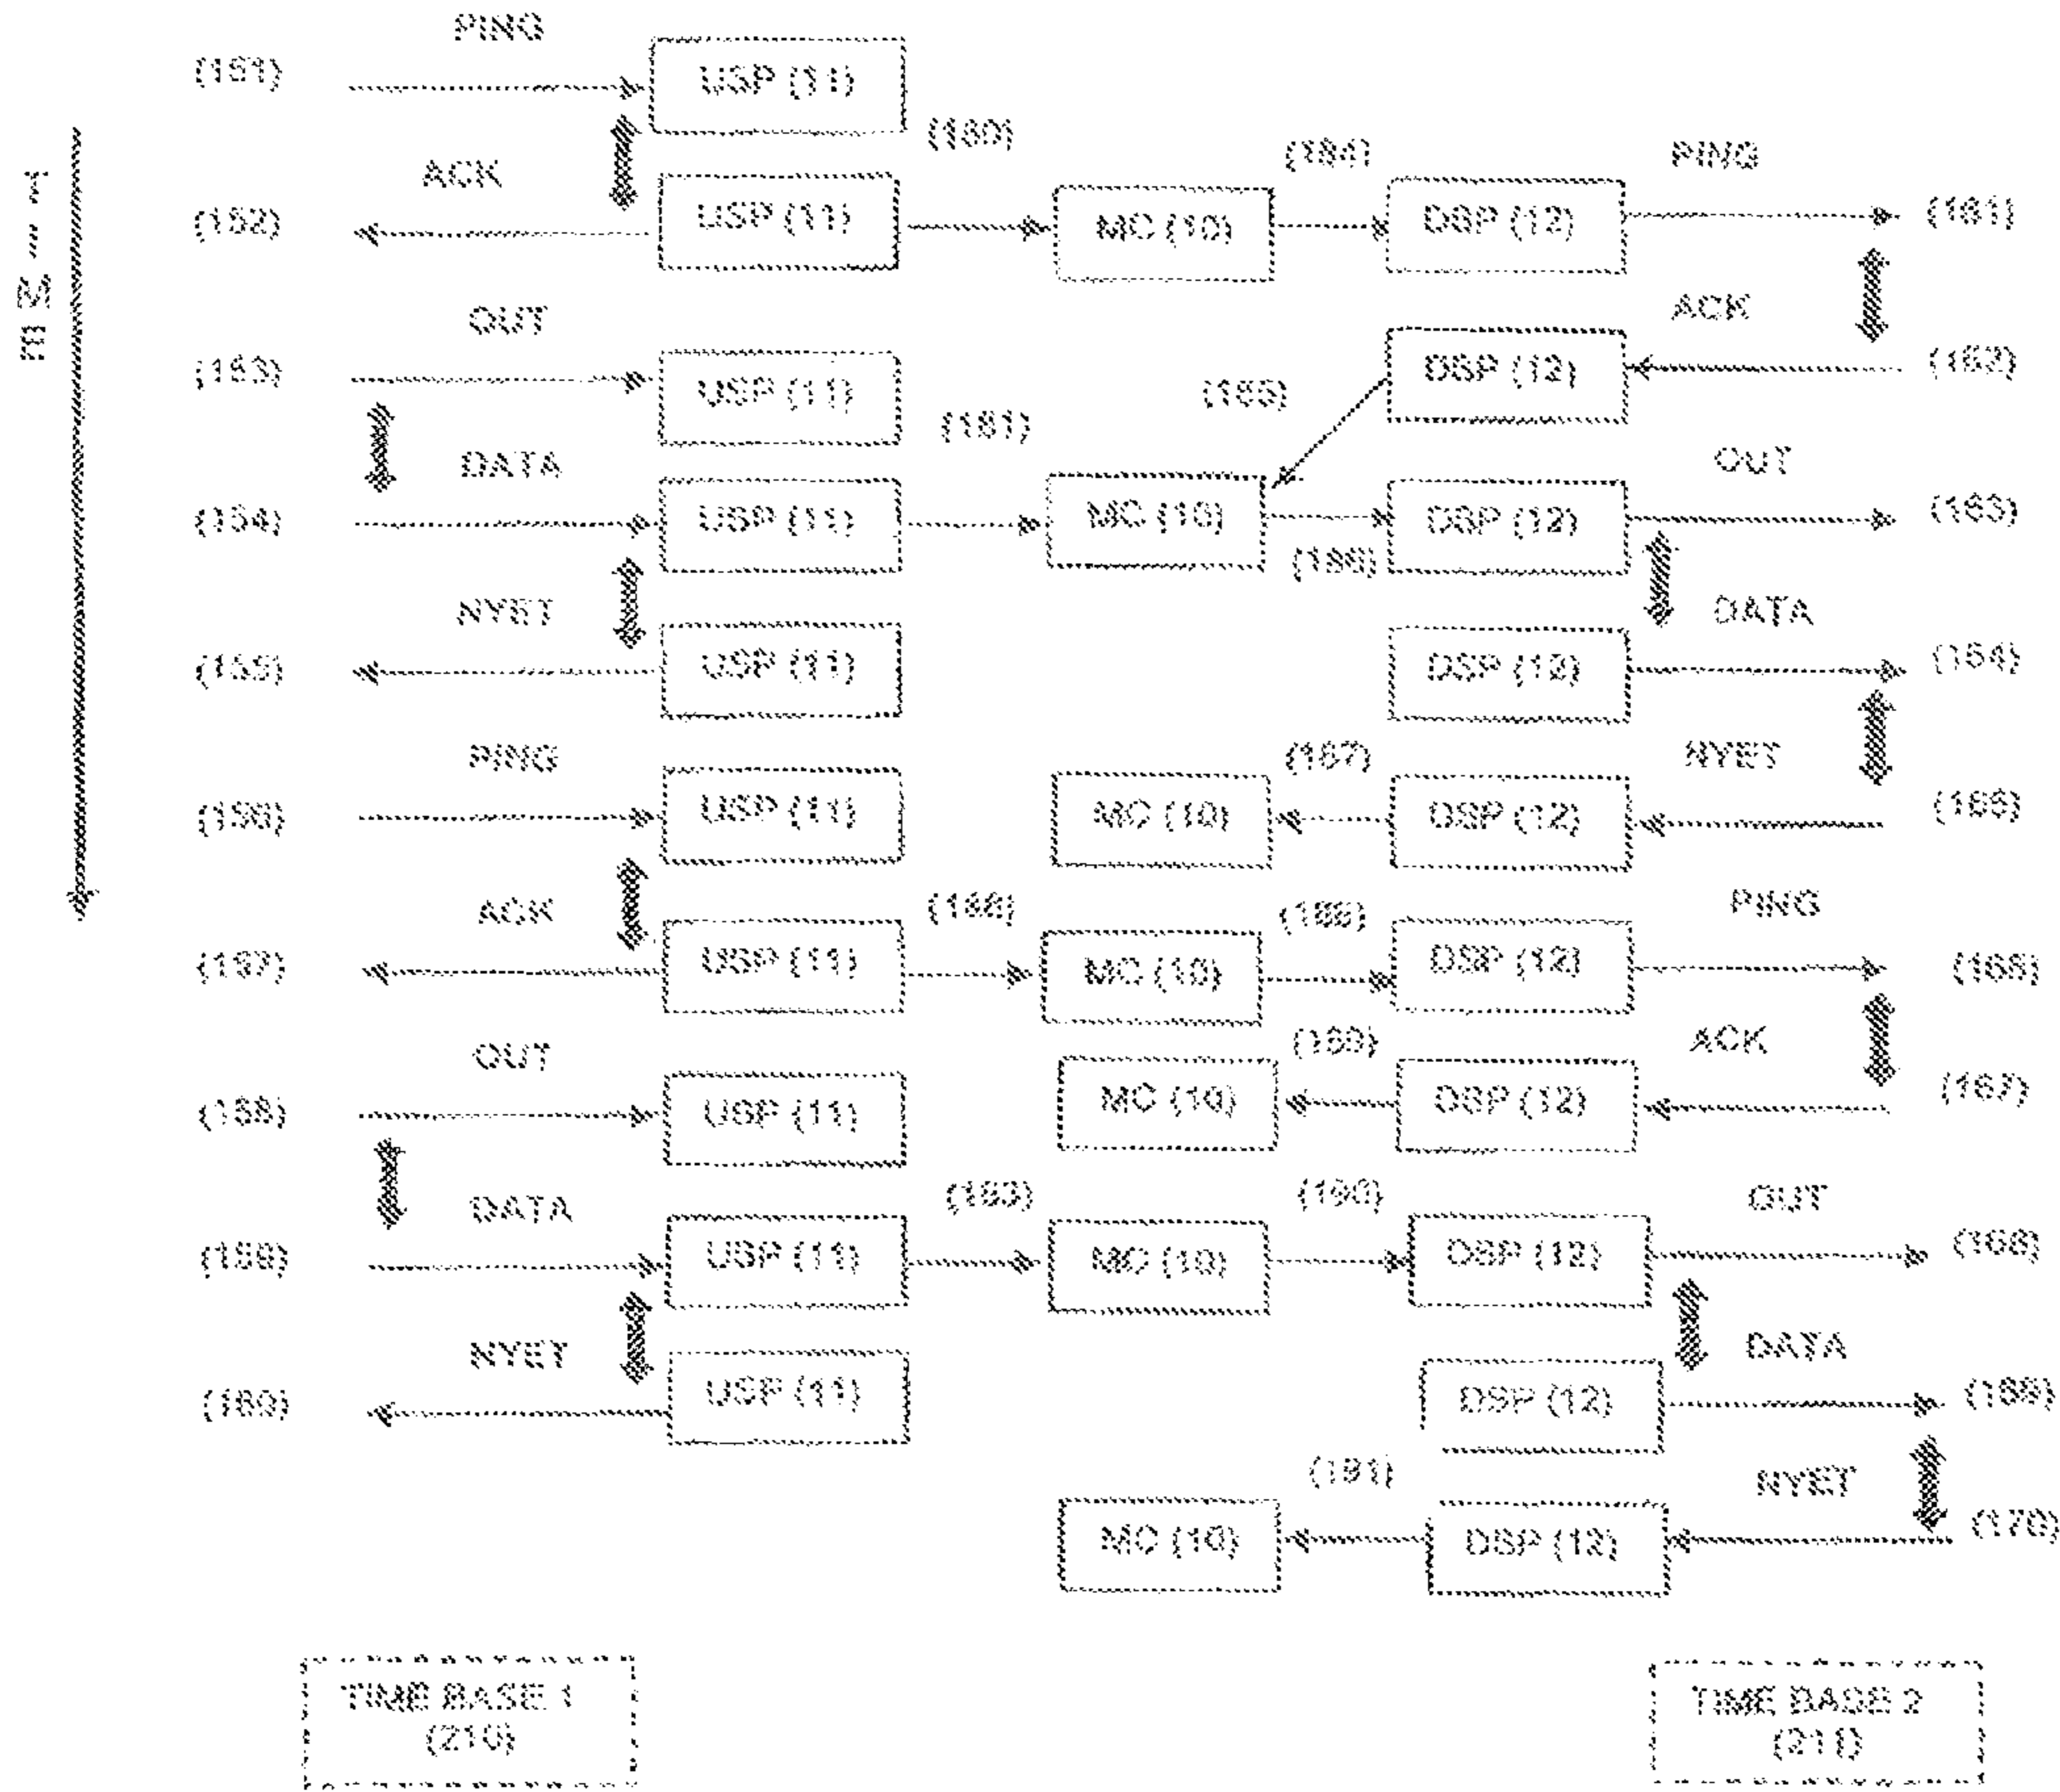 PING
(151) USP (11)
(180)
ACK (184) PING
(152) USP (11) MC (10) DSP (12) (161)
TIME
OUT ACK
(153) USP (11) (185) DSP (12) (162)
(181)
DATA OUT
(154) USP (11) MC (10) DSP (12) (163)
(186)
NYET DATA
(155) USP (11) DSP (12) (164)
PING (187) NYET
(156) USP (11) MC (10) DSP (12) (165)
ACK PING
(157) USP (11) MC (10) DSP (12)
OUT (189) ACK
(158) USP (11) MC (10) DSP (12) (167)
DATA (183) (190) OUT
(159) USP (11) MC (10) DSP (12) (168)
NYET DATA
(160) USP (11) DSP (12) (169)
(191) NYET
MC (10) DSP (12) (170)
TIME BASE 1
(210)
TIME BASE 2
(211)